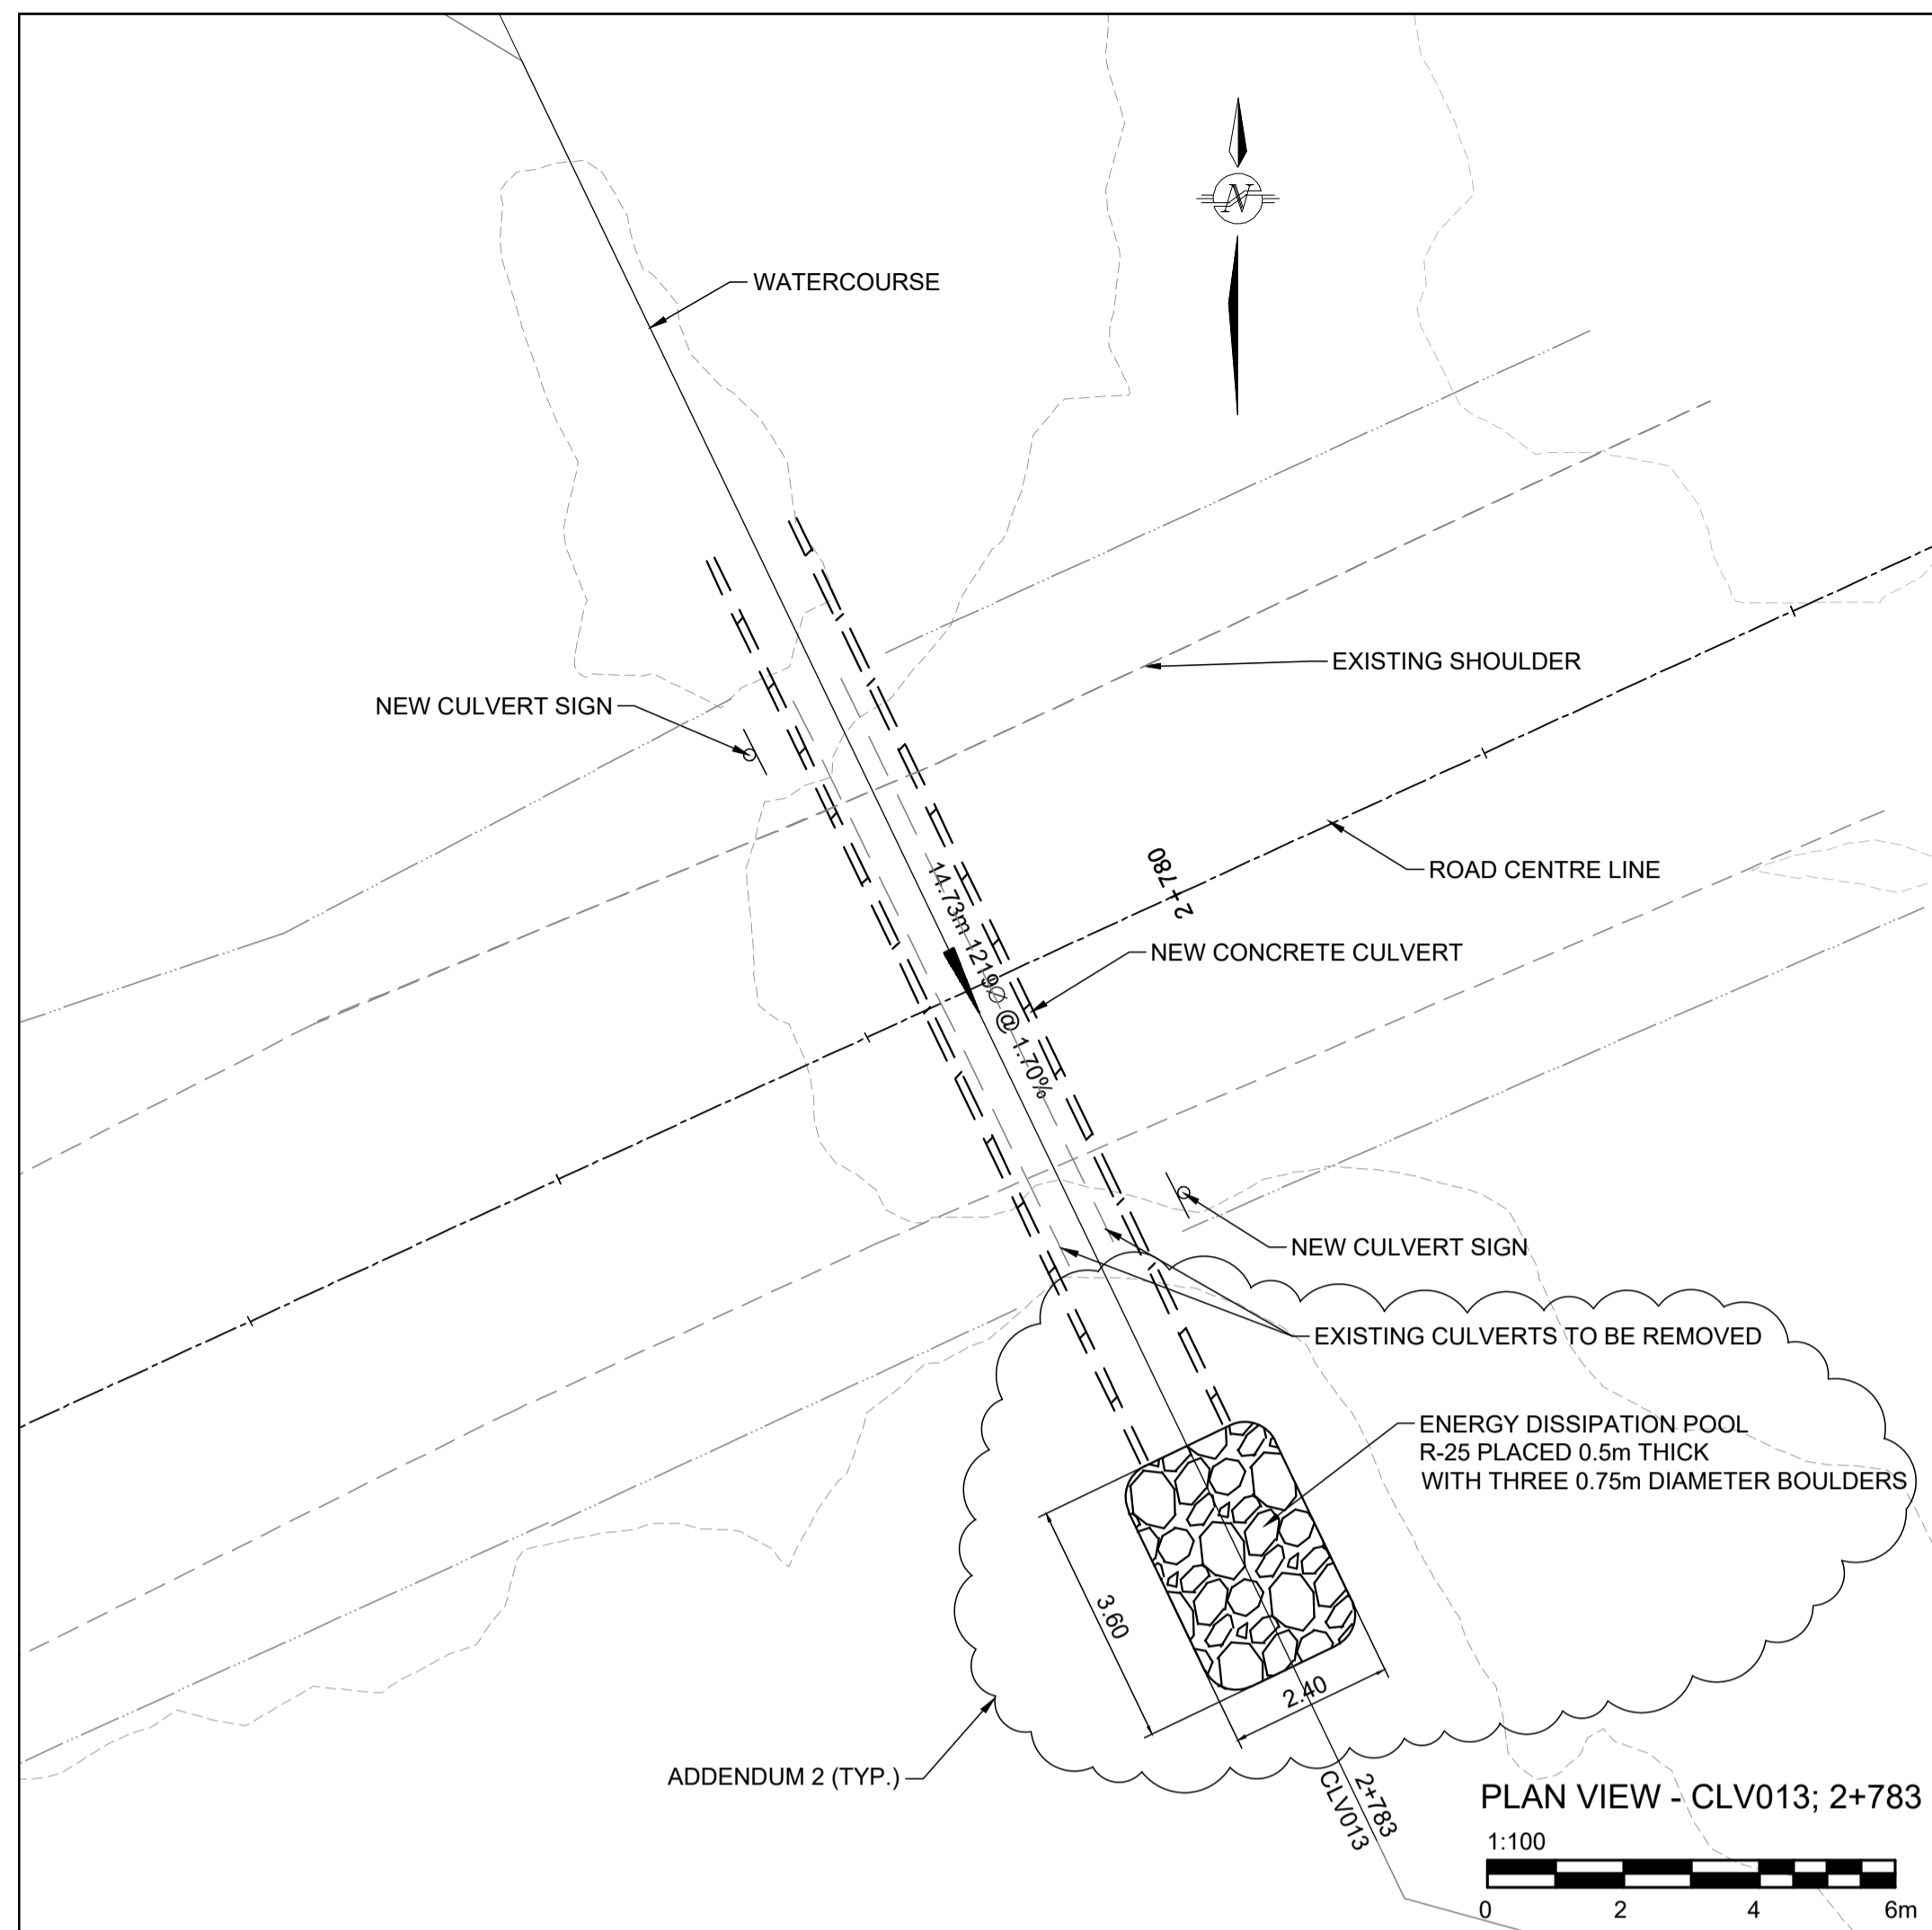 N
WATERCOURSE
EXISTING SHOULDER
NEW CULVERT SIGN
2+780
ROAD CENTRE LINE
14.73m 1219Ø @ 1.70%
NEW CONCRETE CULVERT
NEW CULVERT SIGN
EXISTING CULVERTS TO BE REMOVED
ENERGY DISSIPATION POOL
R-25 PLACED 0.5m THICK
WITH THREE 0.75m DIAMETER BOULDERS
3.60
2.40
ADDENDUM 2 (TYP.)
2+783
CLV013
PLAN VIEW - CLV013; 2+783
1:100
0 2 4 6m